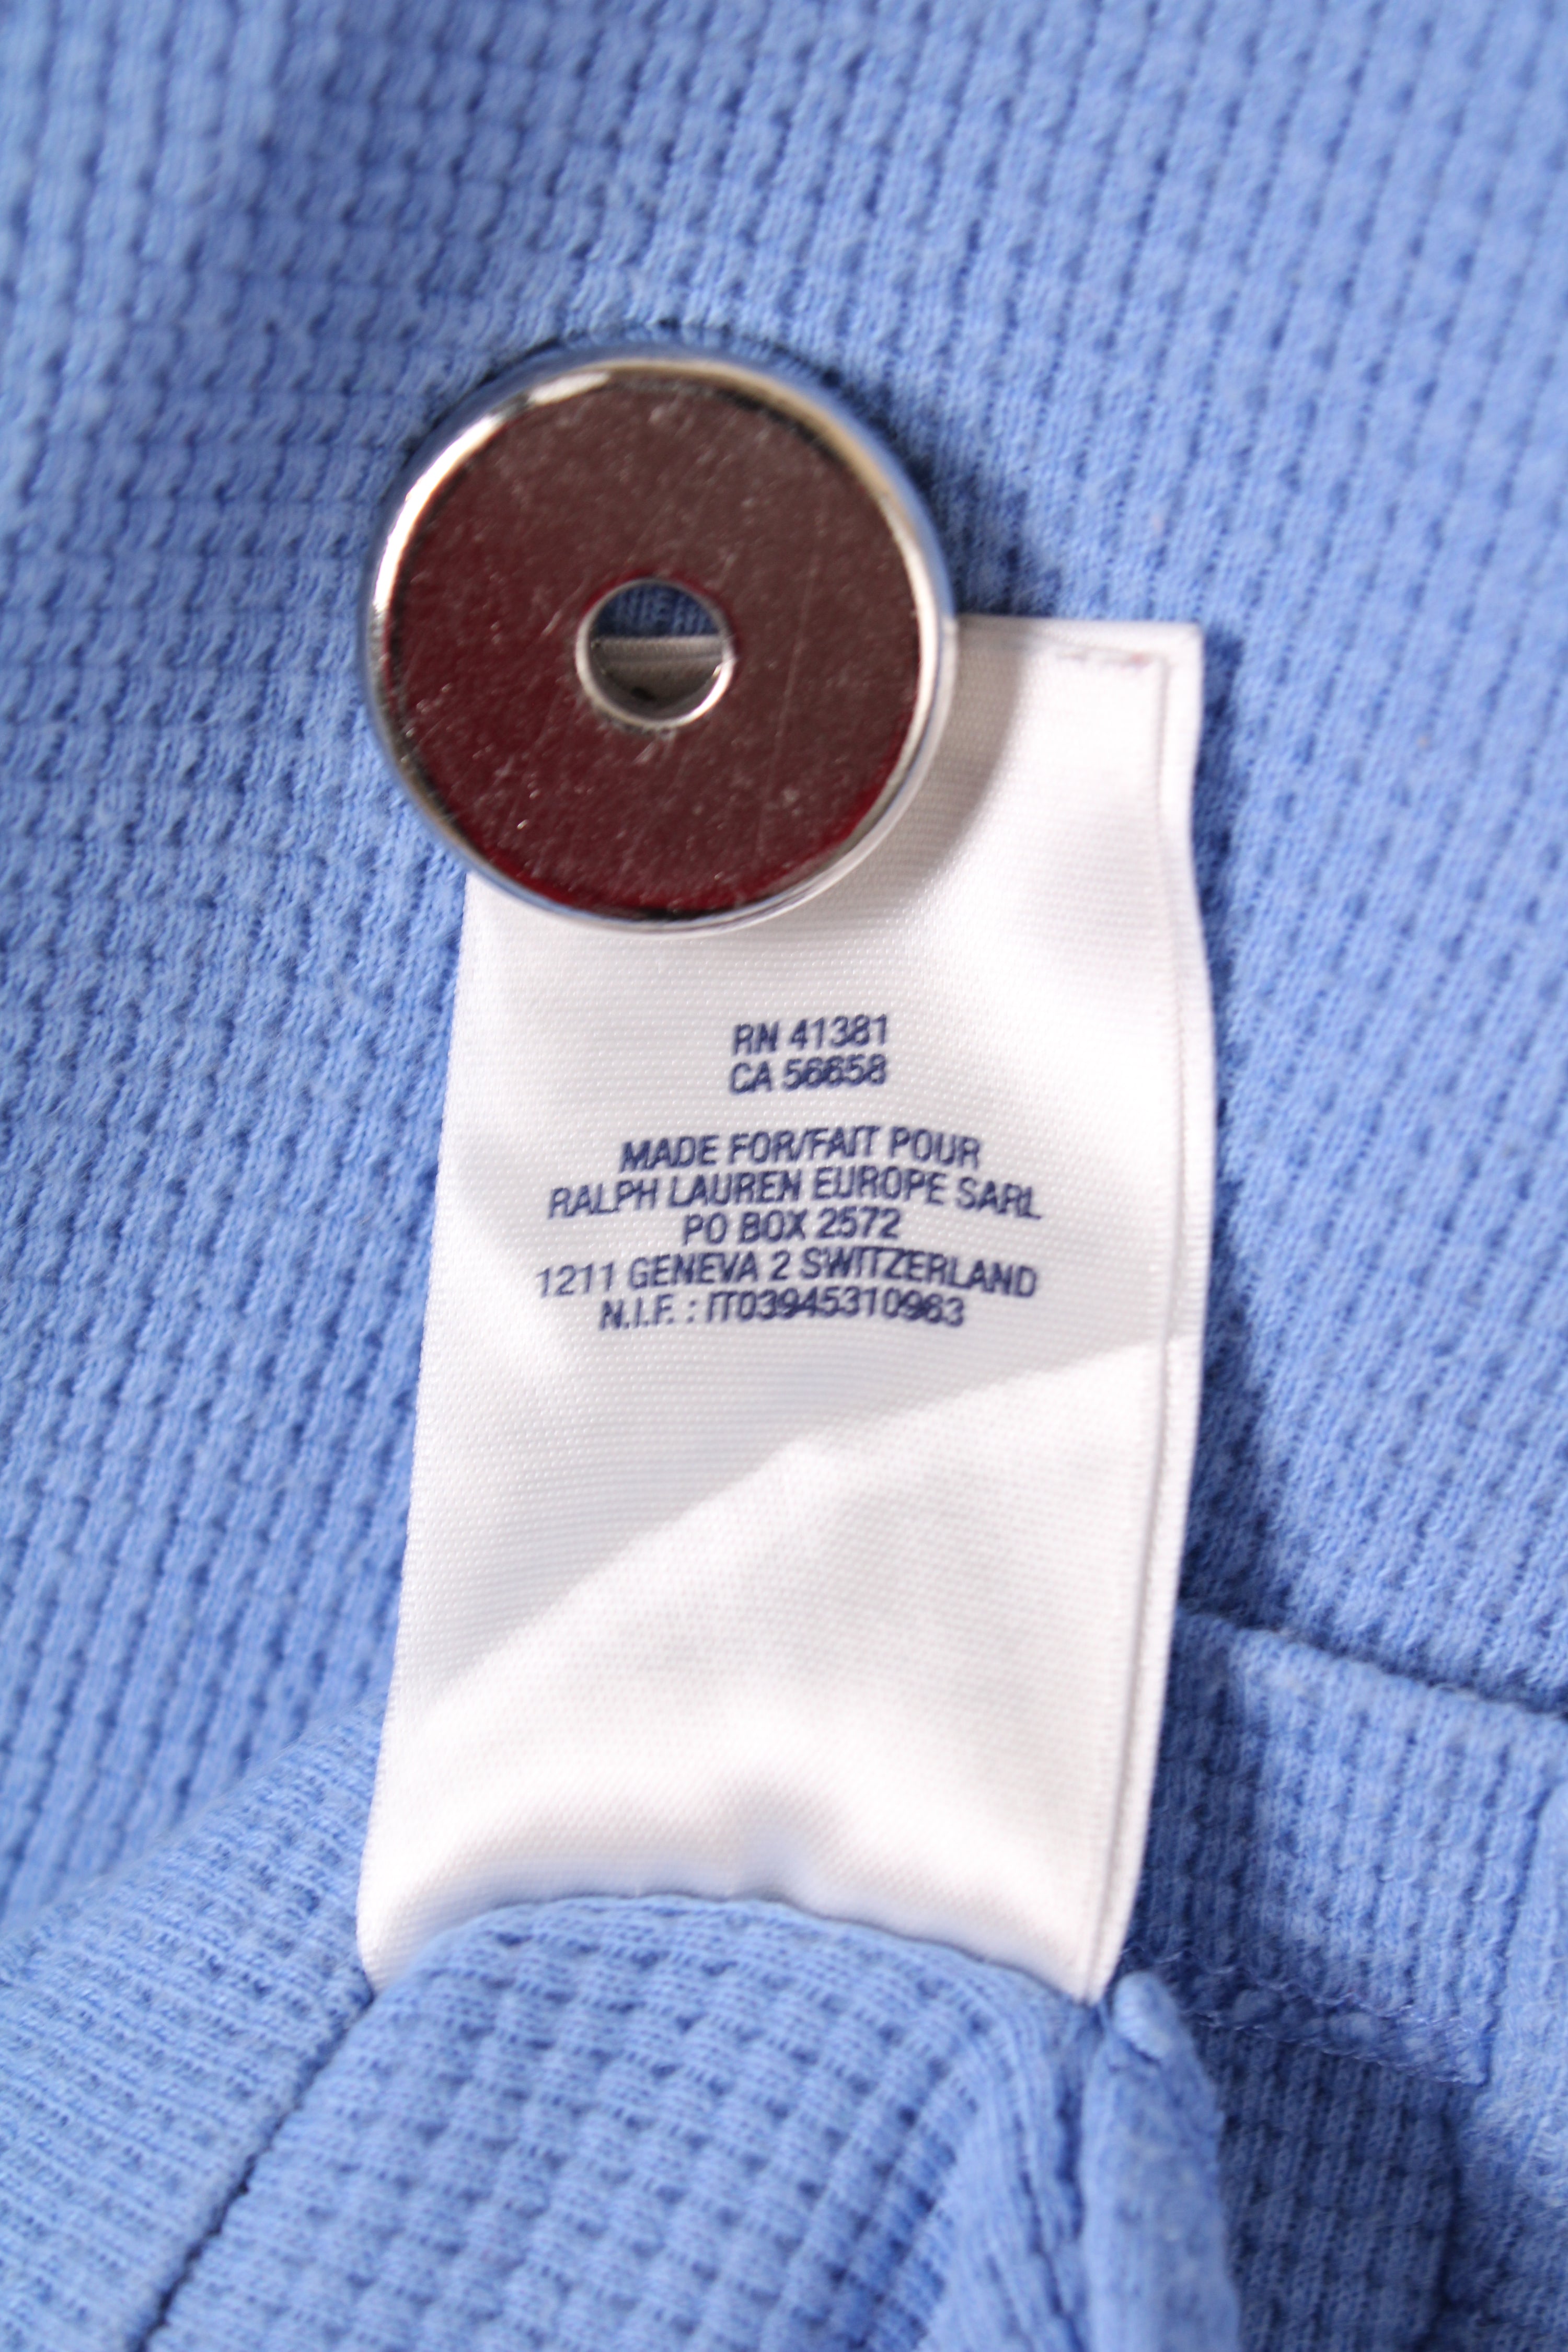 RN 41381
CA 56658
MADE FOR/FAIT POUR
RALPH LAUREN EUROPE SARL
PO BOX 2572
1211 GENEVA 2 SWITZERLAND
N.I.F. : IT03945310963